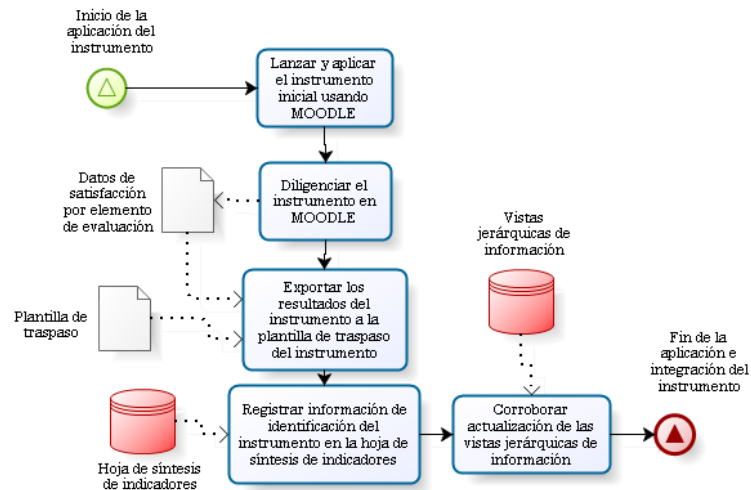 Inicio de la
aplicación del
instrumento
Lanzar y aplicar
el instrumento
inicial usando
MOODLE
Datos de
satisfacción
por elemento
de evaluación
Diligenciar el
instrumento en
MOODLE
Vistas
jerárquicas de
información
Plantilla de
traspaso
Exportar los
resultados del
instrumento a la
plantilla de traspaso
del instrumento
Fin de la
aplicación e
integración del
instrumento
Hoja de síntesis
de indicadores
Registrar información de
identificación del
instrumento en la hoja de
síntesis de indicadores
Corroborar
actualización de las
vistas jerárquicas de
información